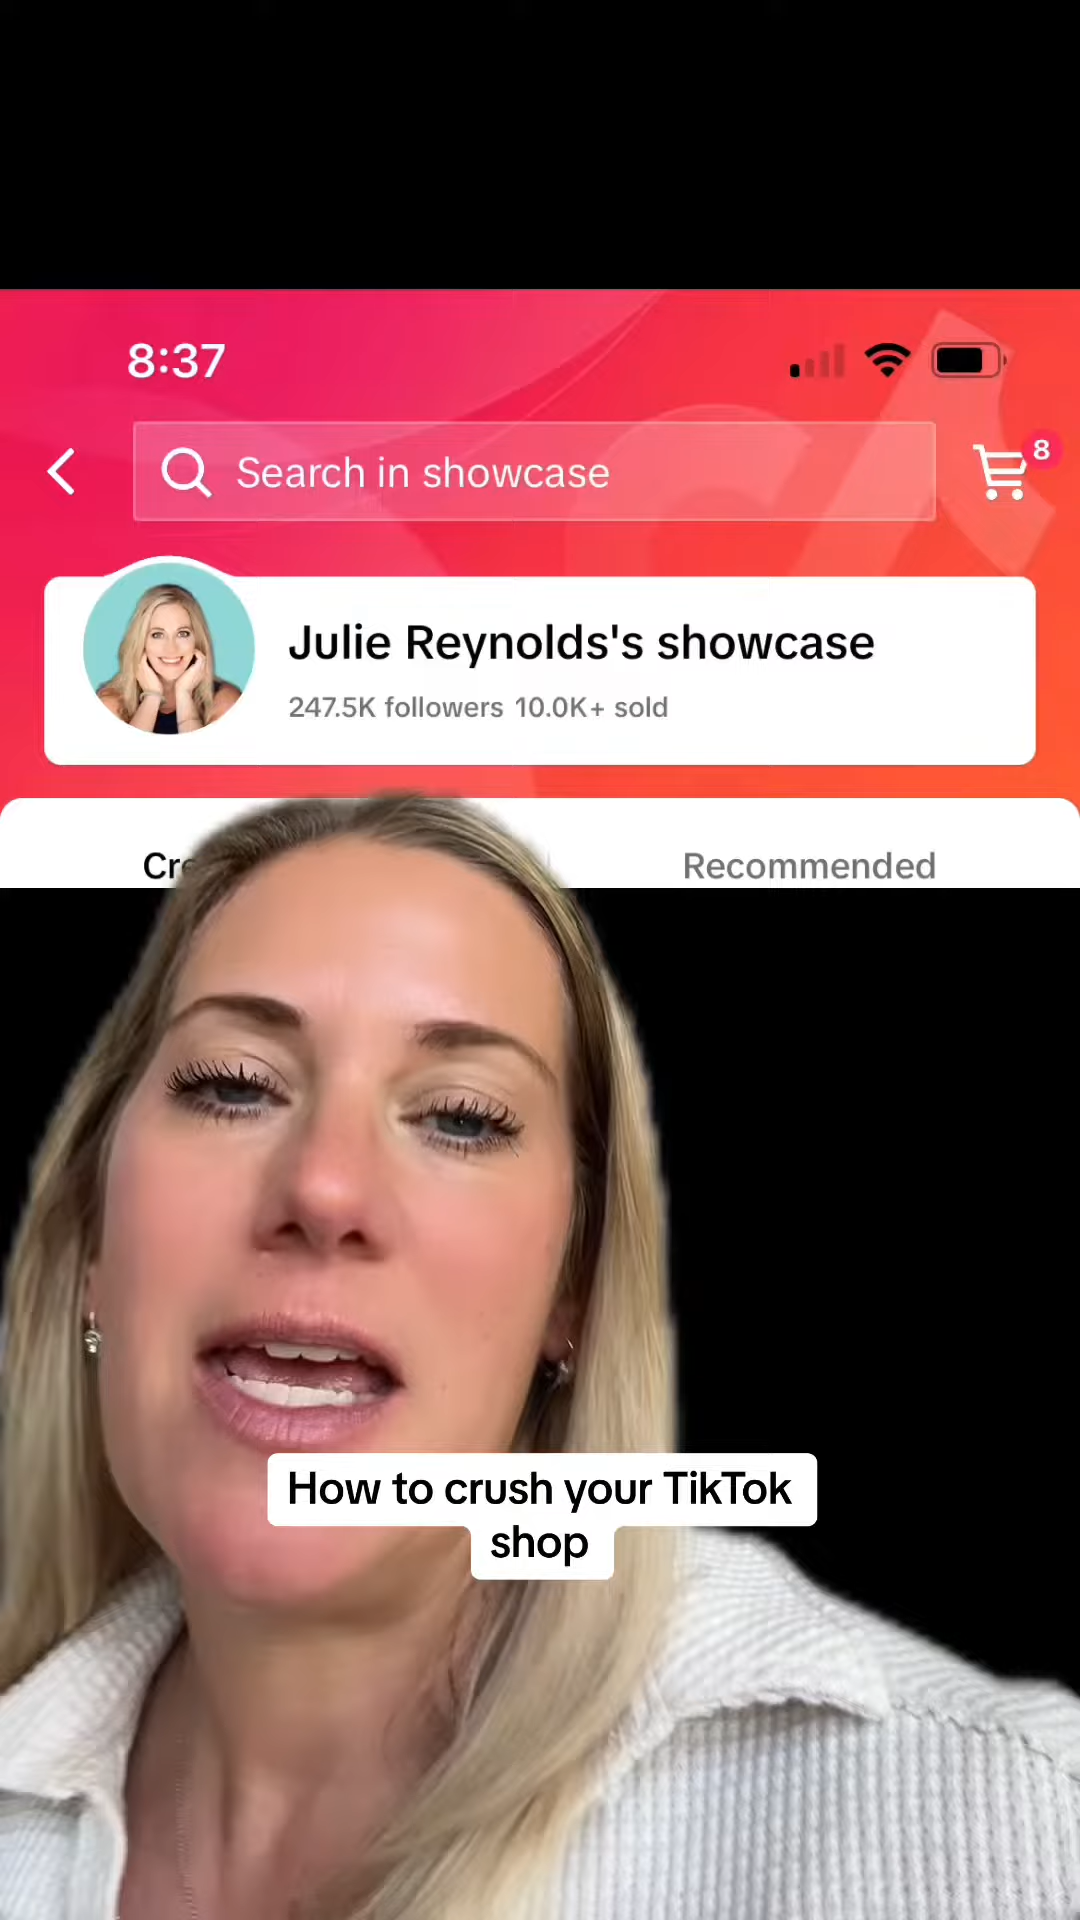 8:37
Search in showcase
8
Julie Reynolds's showcase
247.5K followers 10.0K+ sold
Recommended
How to crush your TikTok
shop